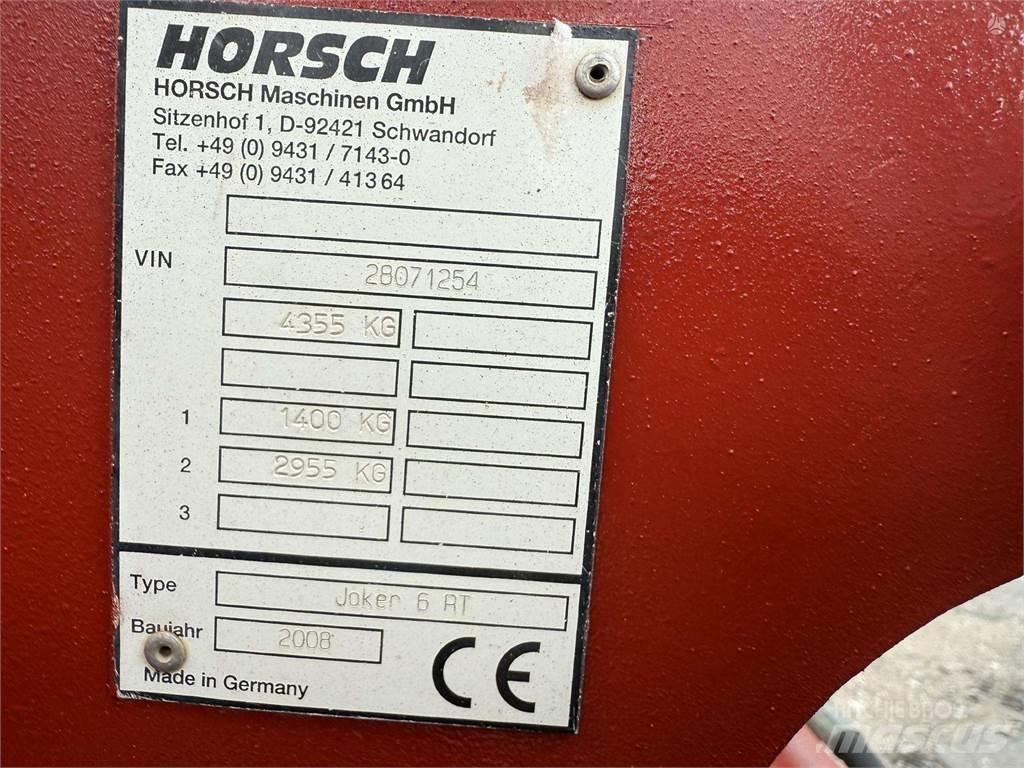 HORSCH
HORSCH Maschinen GmbH
Sitzenhof 1, D-92421 Schwandorf
Tel. +49 (0) 9431 / 7143-0
Fax +49 (0) 9431 / 41364
VIN 28071254
4355 KG
1 1400 KG
2 2955 KG
3
Type Joker 6 RT
Baujahr 2008
CE
Made in Germany
mascus